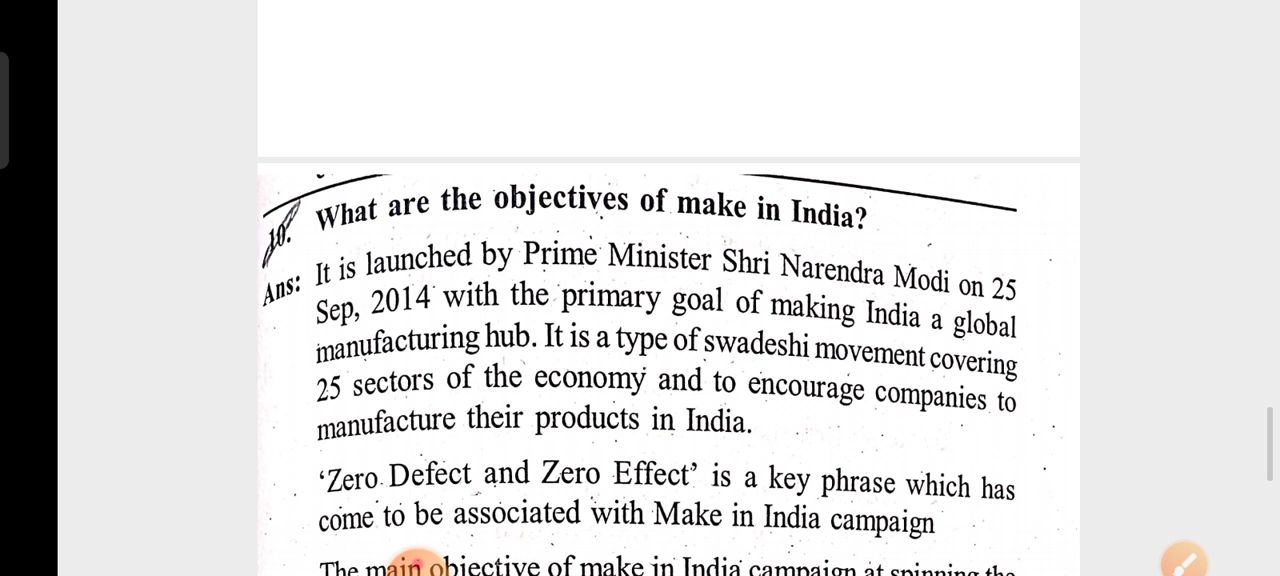 10. What are the objectives of make in India?
Ans: It is launched by Prime Minister Shri Narendra Modi on 25
Sep, 2014 with the primary goal of making India a global
manufacturing hub. It is a type of swadeshi movement covering
25 sectors of the economy and to encourage companies to
manufacture their products in India.
‘Zero Defect and Zero Effect’ is a key phrase which has
come to be associated with Make in India campaign
The main objective of make in India campaign at spinning the